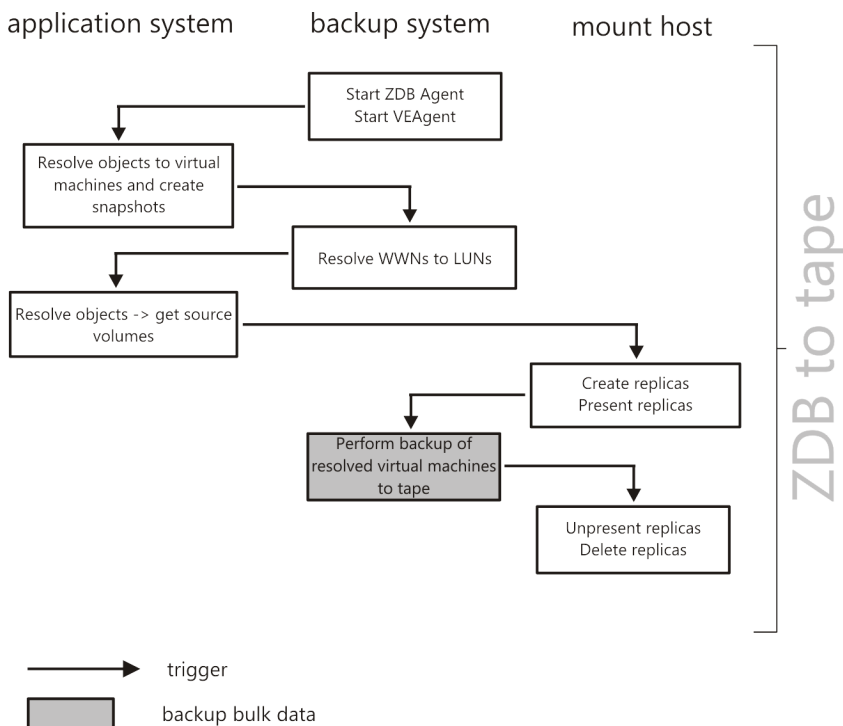 application system
backup system
mount host
Start ZDB Agent
Start VEAgent
Resolve objects to virtual
machines and create
snapshots
Resolve WWNs to LUNs
Resolve objects -> get source
volumes
Create replicas
Present replicas
Perform backup of
resolved virtual machines
to tape
Unpresent replicas
Delete replicas
ZDB to tape
trigger
backup bulk data